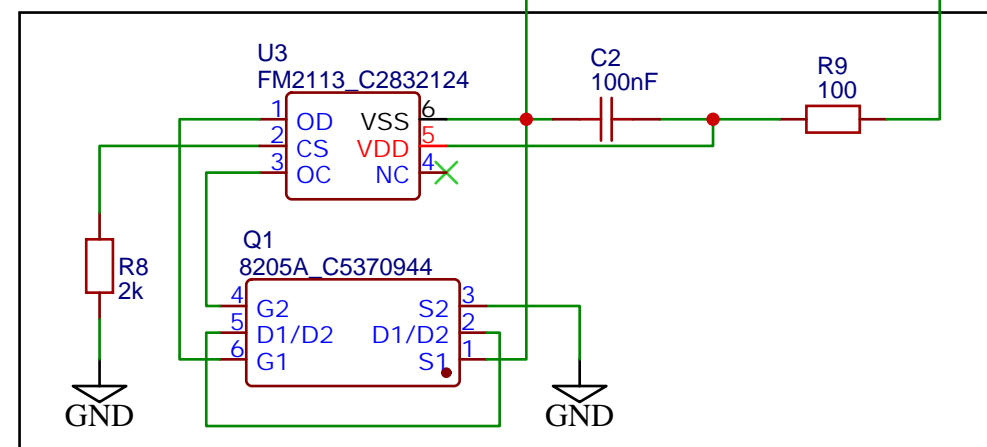 U3
FM2113_C2832124
1 OD VSS 6
2 CS VDD 5
3 OC NC 4
C2
100nF
R9
100
R8
2k
Q1
8205A_C5370944
4 G2 S2 3
5 D1/D2 D1/D2 2
6 G1 S1 1
GND
GND